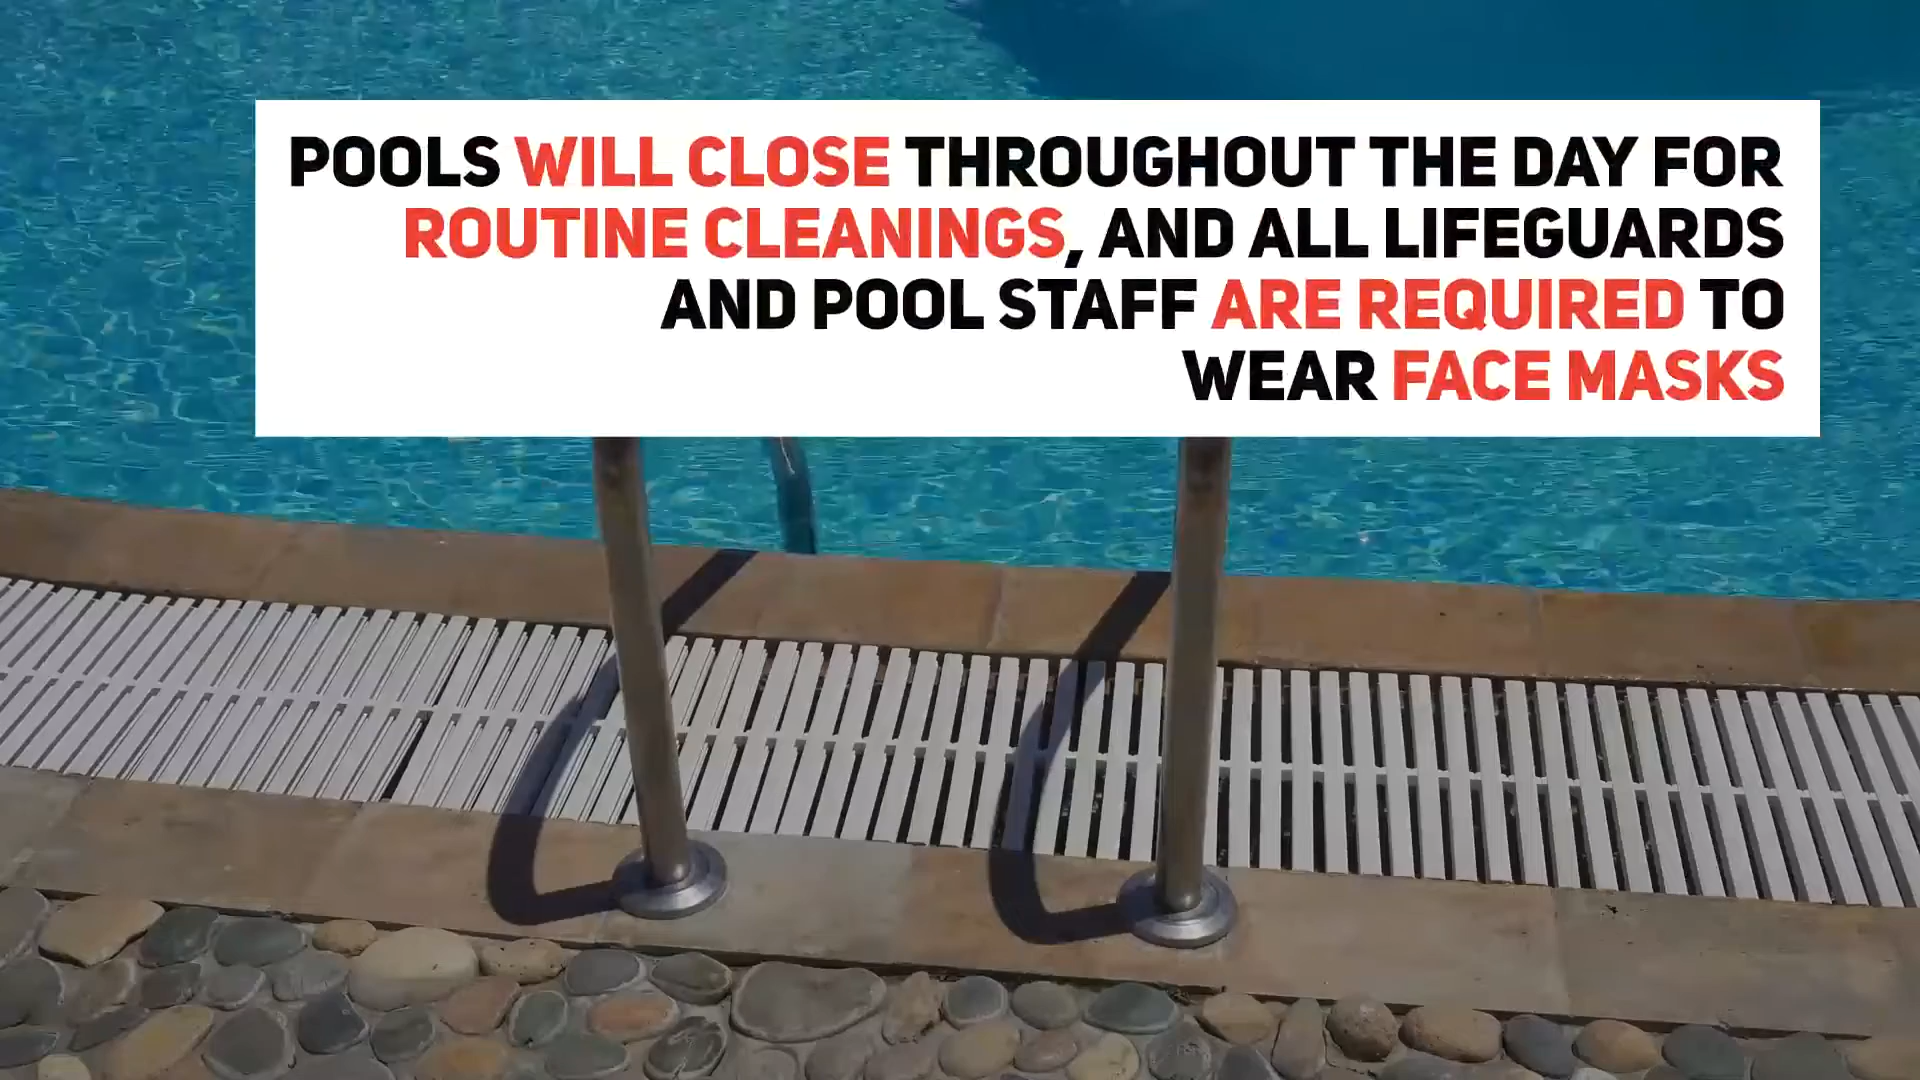 POOLS WILL CLOSE THROUGHOUT THE DAY FOR
ROUTINE CLEANINGS, AND ALL LIFEGUARDS
AND POOL STAFF ARE REQUIRED TO
WEAR FACE MASKS